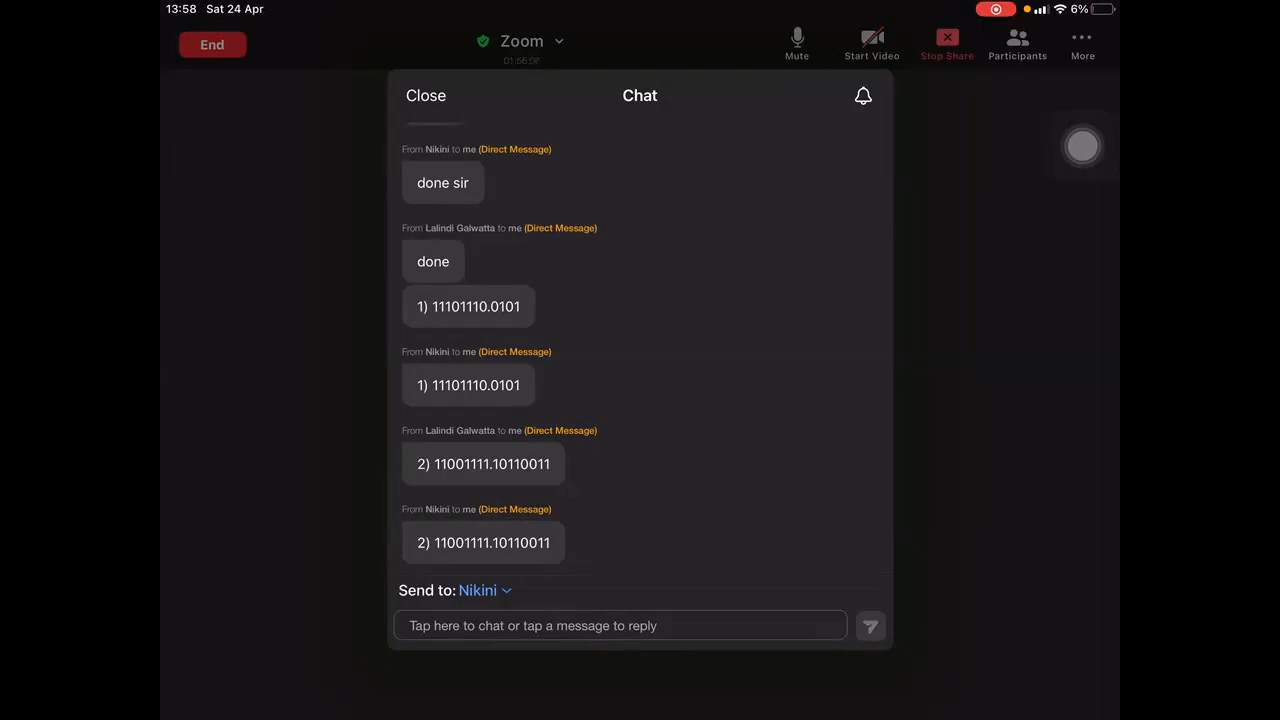 13:58 Sat 24 Apr
6%
End
Zoom
Mute
Start Video
Stop Share
Participants
More
Close
Chat
From Nikini to me (Direct Message)
done sir
From Lalindi Galwatta to me (Direct Message)
done
1) 11101110.0101
From Nikini to me (Direct Message)
1) 11101110.0101
From Lalindi Galwatta to me (Direct Message)
2) 11001111.10110011
From Nikini to me (Direct Message)
2) 11001111.10110011
Send to: Nikini
Tap here to chat or tap a message to reply